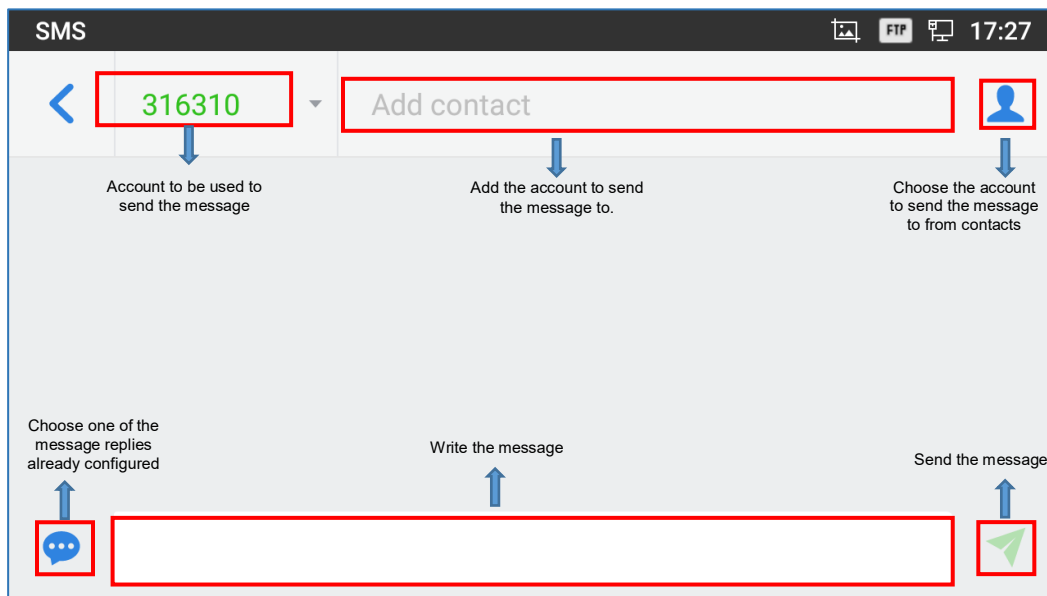 SMS
FTP
17:27
316310
Add contact
Account to be used to
send the message
Add the account to send
the message to.
Choose the account
to send the message
to from contacts
Choose one of the
message replies
already configured
Write the message
Send the message